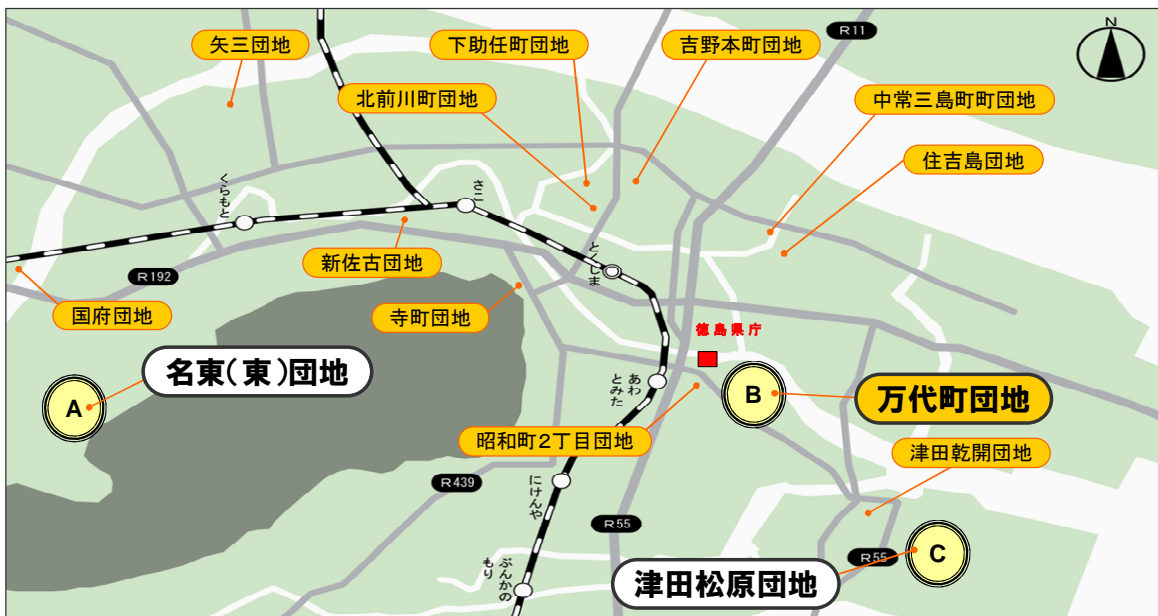 N
R11
矢三団地
下助任町団地
吉野本町団地
北前川町団地
中常三島町町団地
住吉島団地
くらもと
さこ
とくしま
新佐古団地
R192
国府団地
寺町団地
徳島県庁
名東(東)団地
A
あわ
とみた
B
万代町団地
昭和町2丁目団地
津田乾開団地
R439
にけんや
R55
R55
C
ぶんかの
もり
津田松原団地